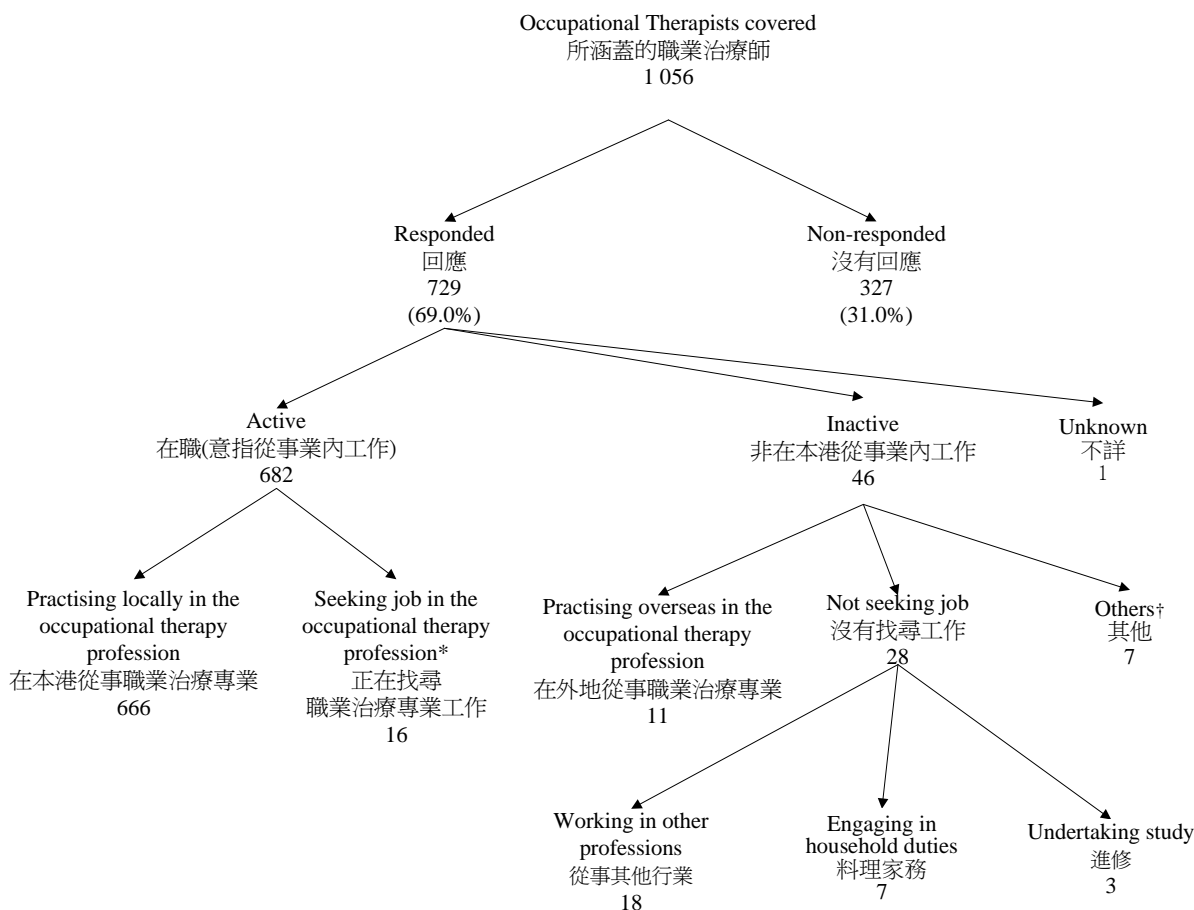 Occupational Therapists covered
所涵蓋的職業治療師
1 056
Responded
回應
729
(69.0%)
Non-responded
沒有回應
327
(31.0%)
Active
在職(意指從事業內工作)
682
Inactive
非在本港從事業內工作
46
Unknown
不詳
1
Practising locally in the
occupational therapy
profession
在本港從事職業治療專業
666
Seeking job in the
occupational therapy
profession*
正在找尋
職業治療專業工作
16
Practising overseas in the
occupational therapy
profession
在外地從事職業治療專業
11
Not seeking job
沒有找尋工作
28
Others†
其他
7
Working in other
professions
從事其他行業
18
Engaging in
household duties
料理家務
7
Undertaking study
進修
3